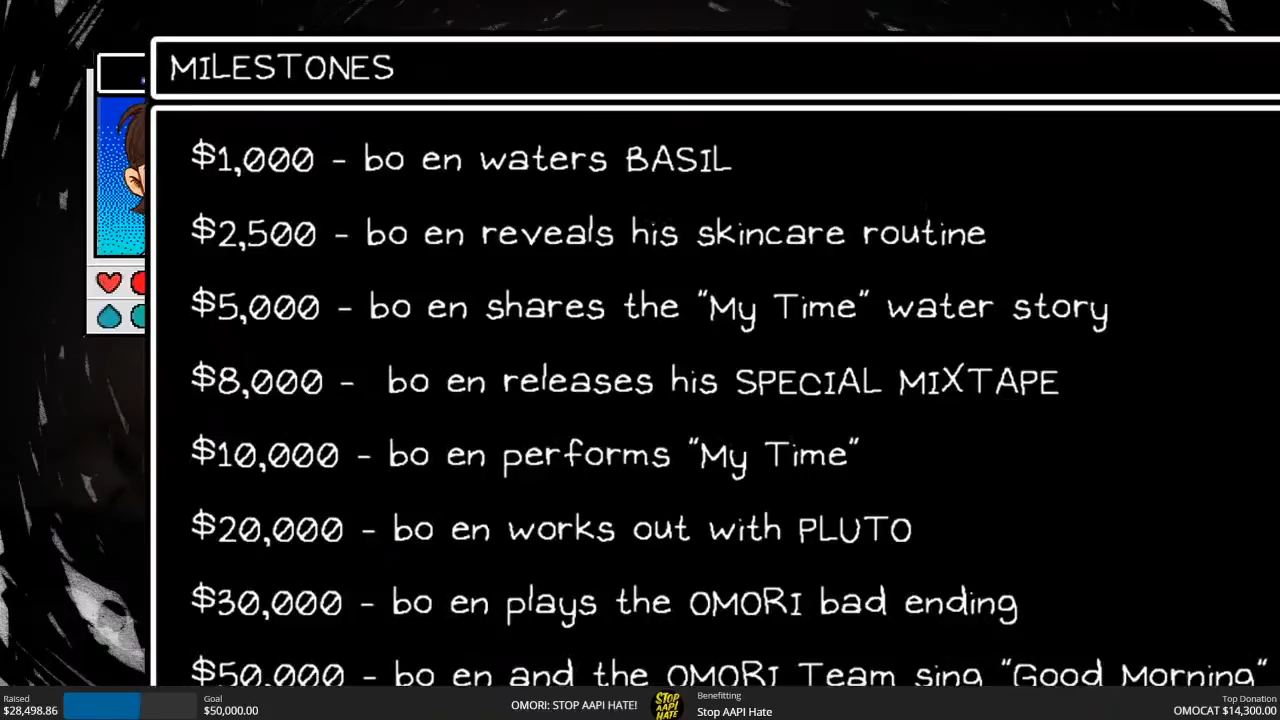 MILESTONES
$1,000 - bo en waters BASIL
$2,500 - bo en reveals his skincare routine
$5,000 - bo en shares the "My Time" water story
$8,000 - bo en releases his SPECIAL MIXTAPE
$10,000 - bo en performs "My Time"
$20,000 - bo en works out with PLUTO
$30,000 - bo en plays the OMORI bad ending
$50,000 - bo en and the OMORI Team sing "Good Morning"
Raised
$28,498.86
Goal
$50,000.00
OMORI: STOP AAPI HATE!
STOP
AAPI
HATE
Benefitting
Stop AAPI Hate
Top Donation
OMOCAT $14,300.00